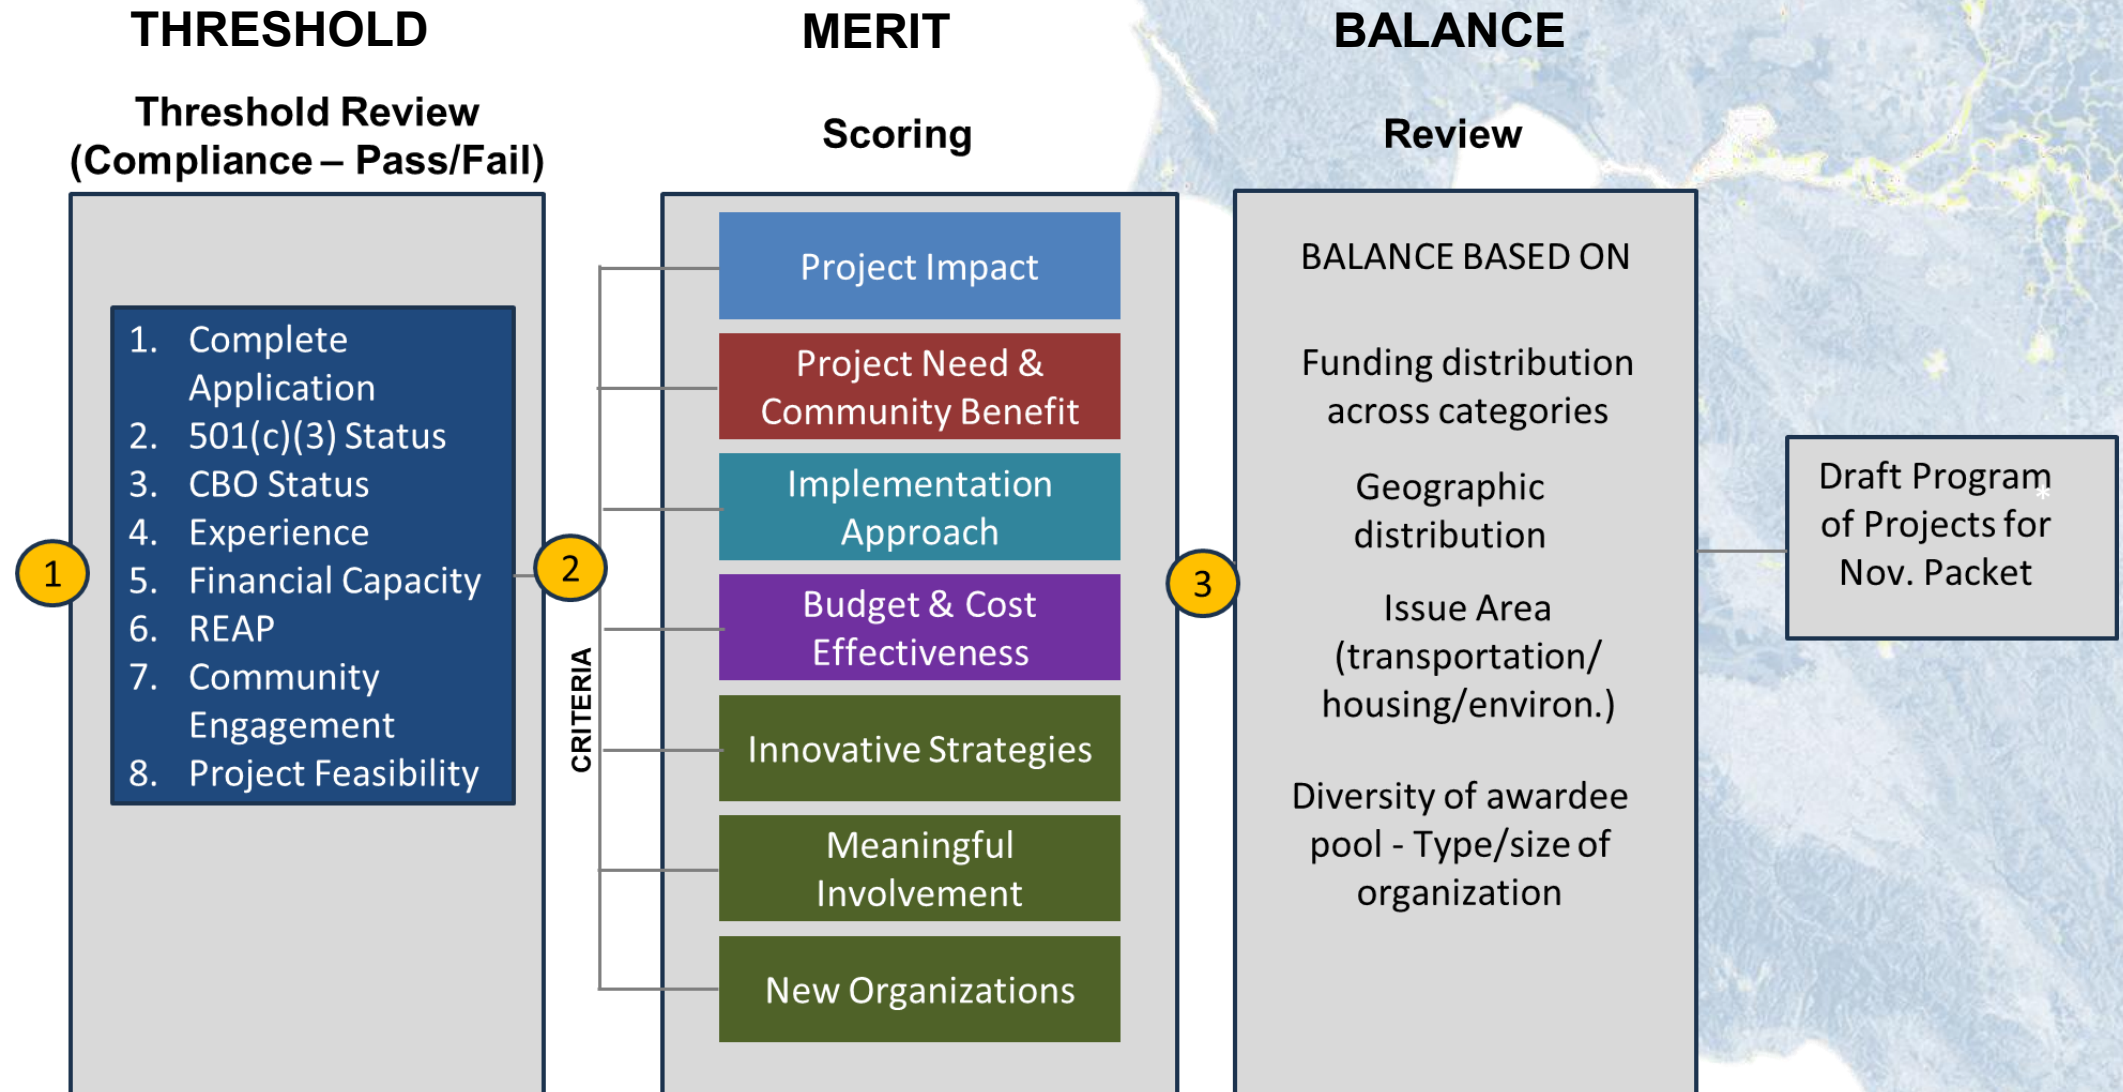 THRESHOLD
Threshold Review
(Compliance – Pass/Fail)
1
1. Complete
Application
2. 501(c)(3) Status
3. CBO Status
4. Experience
5. Financial Capacity
6. REAP
7. Community
Engagement
8. Project Feasibility
MERIT
Scoring
2
CRITERIA
Project Impact
Project Need &
Community Benefit
Implementation
Approach
Budget & Cost
Effectiveness
Innovative Strategies
Meaningful
Involvement
New Organizations
BALANCE
Review
3
BALANCE BASED ON
Funding distribution
across categories
Geographic
distribution
Issue Area
(transportation/
housing/environ.)
Diversity of awardee
pool - Type/size of
organization
Draft Program
*
of Projects for
Nov. Packet